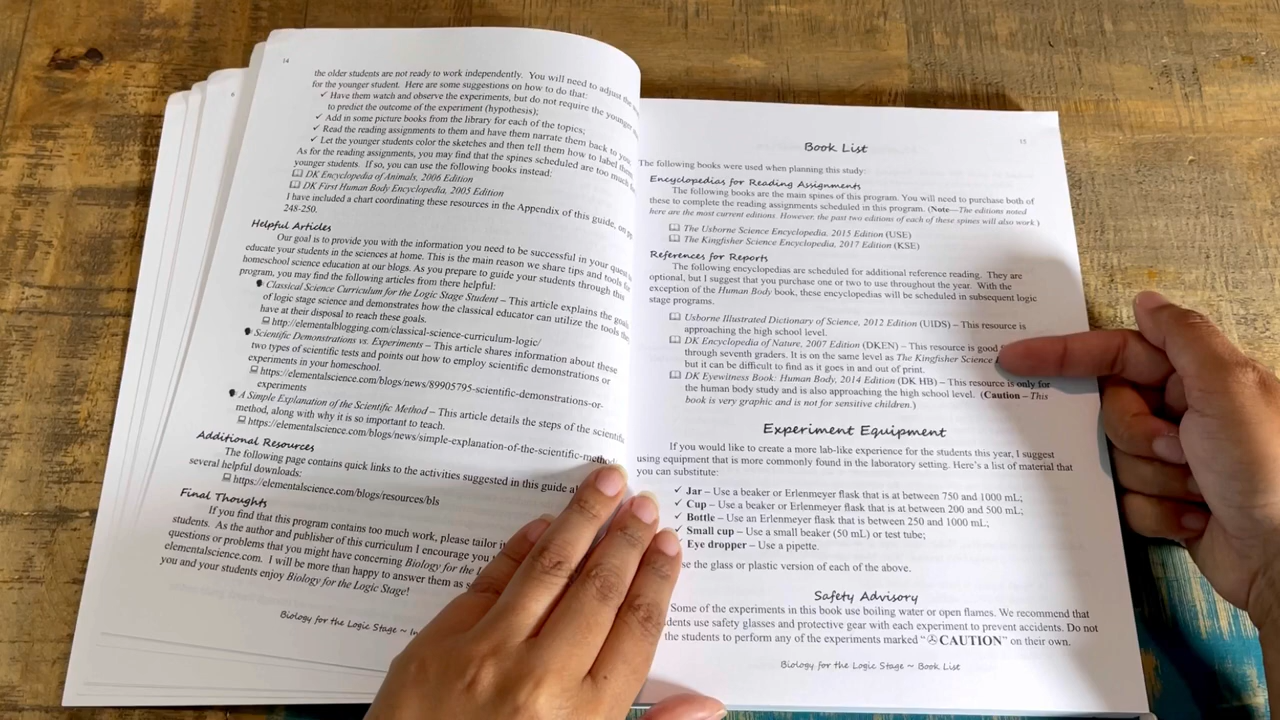 14
the older students are not ready to work independently. You will need to adjust the
for the younger student. Here are some suggestions on how to do that:
✓ Have them watch and observe the experiments, but do not require the younger
to predict the outcome of the experiment (hypothesis);
✓ Add in some picture books from the library for each of the topics;
✓ Read the reading assignments to them and have them narrate them back to you;
✓ Let the younger students color the sketches and then tell them how to label them.
As for the reading assignments, you may find that the spines scheduled are too much for
younger students. If so, you can use the following books instead:
DK Encyclopedia of Animals, 2006 Edition
DK First Human Body Encyclopedia, 2005 Edition
I have included a chart coordinating these resources in the Appendix of this guide, on pp.
248-250.
Helpful Articles
Our goal is to provide you with the information you need to be successful in your quest
educate your students in the sciences at home. This is the main reason we share tips and tools for
homeschool science education at our blogs. As you prepare to guide your students through this
program, you may find the following articles from there helpful:
Classical Science Curriculum for the Logic Stage Student – This article explains the goals
of logic stage science and demonstrates how the classical educator can utilize the tools they
have at their disposal to reach these goals.
http://elementalblogging.com/classical-science-curriculum-logic/
Scientific Demonstrations vs. Experiments – This article shares information about these
two types of scientific tests and points out how to employ scientific demonstrations or
experiments in your homeschool.
https://elementalscience.com/blogs/news/89905795-scientific-demonstrations-or-
experiments
A Simple Explanation of the Scientific Method – This article details the steps of the scientific
method, along with why it is so important to teach.
https://elementalscience.com/blogs/news/simple-explanation-of-the-scientific-method
Additional Resources
The following page contains quick links to the activities suggested in this guide al
several helpful downloads:
https://elementalscience.com/blogs/resources/bls
Final Thoughts
If you find that this program contains too much work, please tailor i
students. As the author and publisher of this curriculum I encourage you
questions or problems that you might have concerning Biology for the L
elementalscience.com. I will be more than happy to answer them as s
you and your students enjoy Biology for the Logic Stage!
Biology for the Logic Stage ~ In
6
15
Book List
The following books were used when planning this study:
Encyclopedias for Reading Assignments
The following books are the main spines of this program. You will need to purchase both of
these to complete the reading assignments scheduled in this program. (Note—The editions noted
here are the most current editions. However, the past two editions of each of these spines will also work.)
The Usborne Science Encyclopedia, 2015 Edition (USE)
The Kingfisher Science Encyclopedia, 2017 Edition (KSE)
References for Reports
The following encyclopedias are scheduled for additional reference reading. They are
optional, but I suggest that you purchase one or two to use throughout the year. With the
exception of the Human Body book, these encyclopedias will be scheduled in subsequent logic
stage programs.
Usborne Illustrated Dictionary of Science, 2012 Edition (UIDS) – This resource is
approaching the high school level.
DK Encyclopedia of Nature, 2007 Edition (DKEN) – This resource is good
through seventh graders. It is on the same level as The Kingfisher Science
but it can be difficult to find as it goes in and out of print.
DK Eyewitness Book: Human Body, 2014 Edition (DK HB) – This resource is only for
the human body study and is also approaching the high school level. (Caution – This
book is very graphic and is not for sensitive children.)
Experiment Equipment
If you would like to create a more lab-like experience for the students this year, I suggest
using equipment that is more commonly found in the laboratory setting. Here's a list of material that
you can substitute:
✓ Jar – Use a beaker or Erlenmeyer flask that is at between 750 and 1000 mL;
✓ Cup – Use a beaker or Erlenmeyer flask that is between 200 and 500 mL;
✓ Bottle – Use an Erlenmeyer flask that is between 250 and 1000 mL;
✓ Small cup – Use a small beaker (50 mL) or test tube;
✓ Eye dropper – Use a pipette.
se the glass or plastic version of each of the above.
Safety Advisory
Some of the experiments in this book use boiling water or open flames. We recommend that
dents use safety glasses and protective gear with each experiment to prevent accidents. Do not
the students to perform any of the experiments marked "CAUTION" on their own.
Biology for the Logic Stage ~ Book List